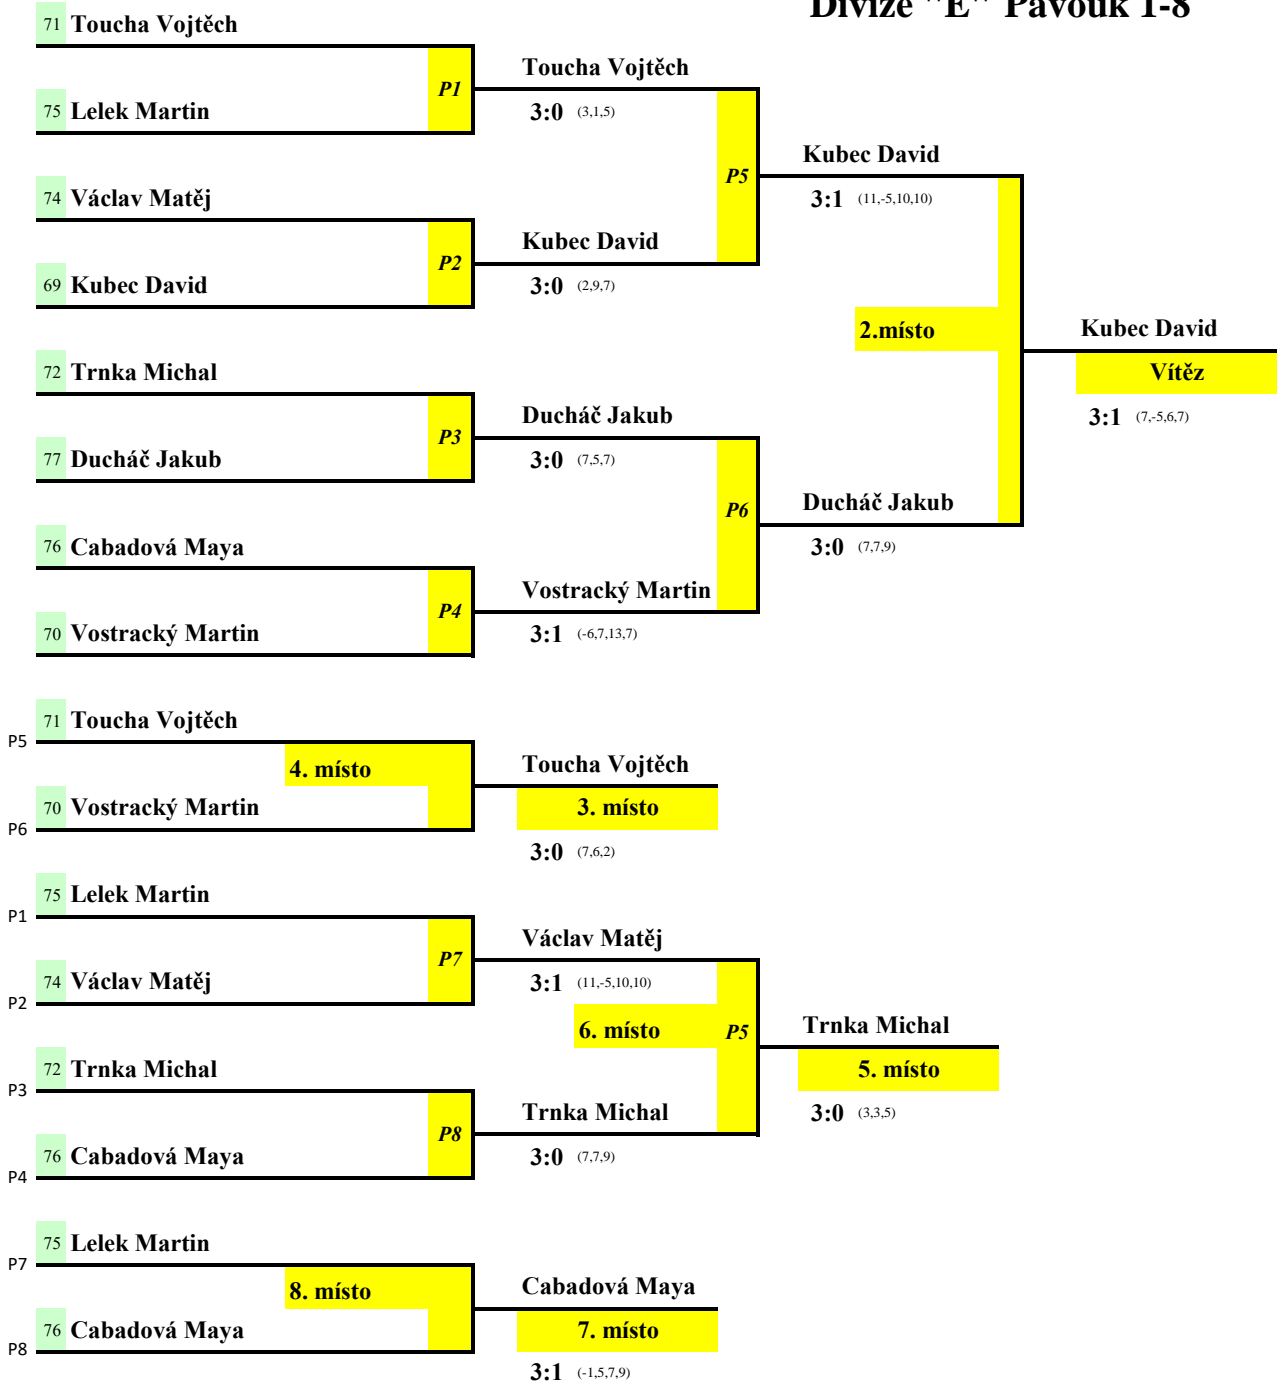 Divize "E" Pavouk 1-8
71 Toucha Vojtěch
Toucha Vojtěch
P1
75 Lelek Martin
3:0 (3,1,5)
Kubec David
P5
74 Václav Matěj
3:1 (11,-5,10,10)
Kubec David
P2
69 Kubec David
3:0 (2,9,7)
2.místo
Kubec David
72 Trnka Michal
Vítěz
Ducháč Jakub
3:1 (7,-5,6,7)
P3
77 Ducháč Jakub
3:0 (7,5,7)
Ducháč Jakub
P6
76 Cabadová Maya
3:0 (7,7,9)
Vostracký Martin
P4
70 Vostracký Martin
3:1 (-6,7,13,7)
71 Toucha Vojtěch
P5
4. místo
Toucha Vojtěch
70 Vostracký Martin
3. místo
P6
3:0 (7,6,2)
75 Lelek Martin
P1
Václav Matěj
P7
74 Václav Matěj
3:1 (11,-5,10,10)
P2
6. místo
P5
Trnka Michal
72 Trnka Michal
5. místo
P3
Trnka Michal
3:0 (3,3,5)
P8
76 Cabadová Maya
3:0 (7,7,9)
P4
75 Lelek Martin
P7
8. místo
Cabadová Maya
76 Cabadová Maya
7. místo
P8
3:1 (-1,5,7,9)